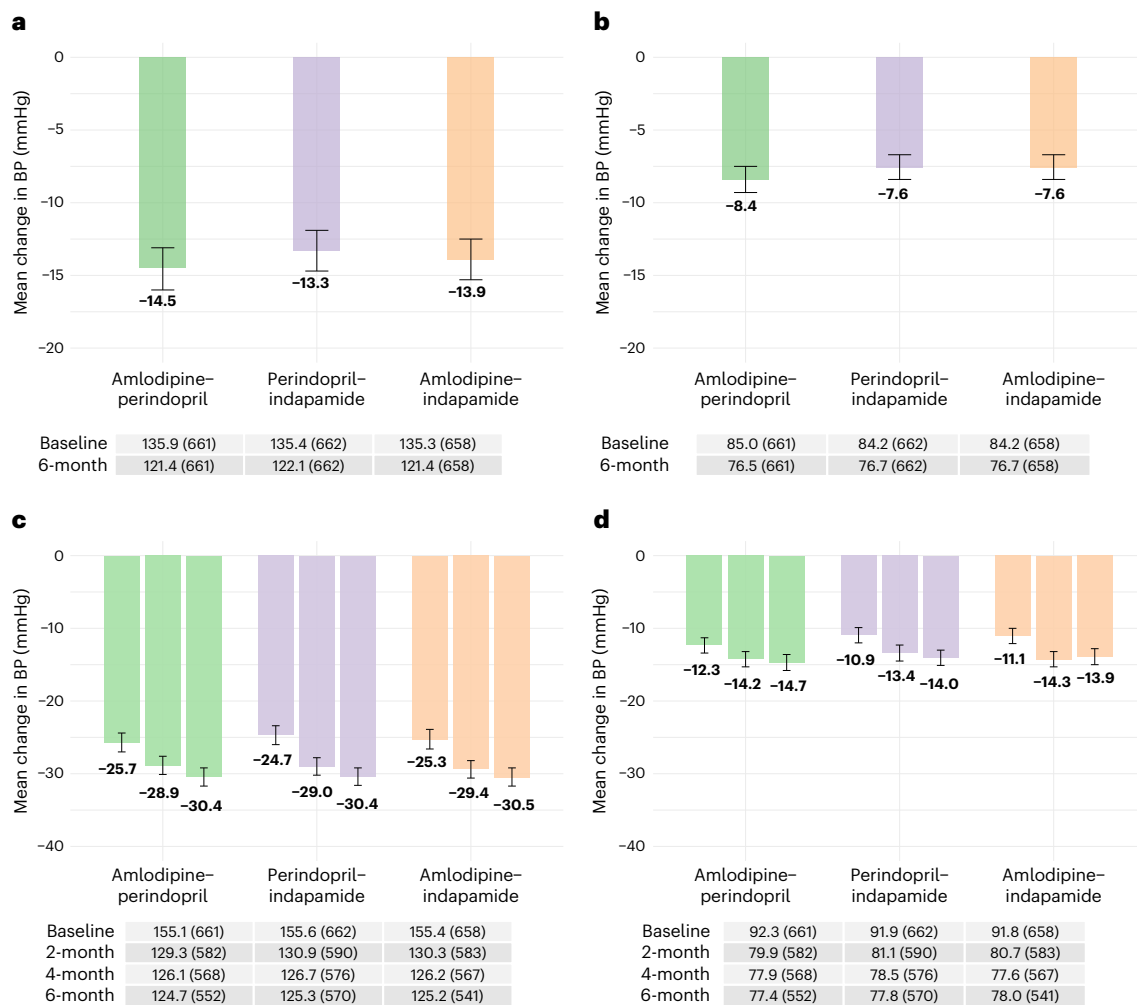 a
Mean change in BP (mmHg)
0
−5
−10
−15
−20
−14.5
−13.3
−13.9
Amlodipine–
perindopril
Perindopril–
indapamide
Amlodipine–
indapamide
Baseline 135.9 (661) 135.4 (662) 135.3 (658)
6-month 121.4 (661) 122.1 (662) 121.4 (658)
b
Mean change in BP (mmHg)
0
−5
−10
−15
−20
−8.4
−7.6
−7.6
Amlodipine–
perindopril
Perindopril–
indapamide
Amlodipine–
indapamide
Baseline 85.0 (661) 84.2 (662) 84.2 (658)
6-month 76.5 (661) 76.7 (662) 76.7 (658)
c
Mean change in BP (mmHg)
0
−10
−20
−30
−40
−25.7
−28.9
−30.4
−24.7
−29.0
−30.4
−25.3
−29.4
−30.5
Amlodipine–
perindopril
Perindopril–
indapamide
Amlodipine–
indapamide
Baseline 155.1 (661) 155.6 (662) 155.4 (658)
2-month 129.3 (582) 130.9 (590) 130.3 (583)
4-month 126.1 (568) 126.7 (576) 126.2 (567)
6-month 124.7 (552) 125.3 (570) 125.2 (541)
d
Mean change in BP (mmHg)
0
−10
−20
−30
−40
−12.3
−14.2
−14.7
−10.9
−13.4
−14.0
−11.1
−14.3
−13.9
Amlodipine–
perindopril
Perindopril–
indapamide
Amlodipine–
indapamide
Baseline 92.3 (661) 91.9 (662) 91.8 (658)
2-month 79.9 (582) 81.1 (590) 80.7 (583)
4-month 77.9 (568) 78.5 (576) 77.6 (567)
6-month 77.4 (552) 77.8 (570) 78.0 (541)